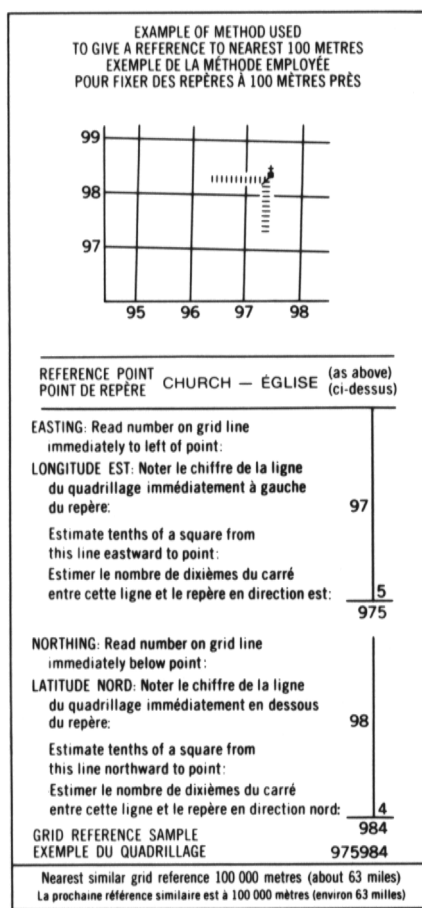 EXAMPLE OF METHOD USED
TO GIVE A REFERENCE TO NEAREST 100 METRES
EXEMPLE DE LA MÉTHODE EMPLOYÉE
POUR FIXER DES REPÈRES À 100 MÈTRES PRÈS
99
98
97
95 96 97 98
REFERENCE POINT
POINT DE REPÈRE
CHURCH — ÉGLISE
(as above)
(ci-dessus)
EASTING: Read number on grid line
immediately to left of point:
LONGITUDE EST: Noter le chiffre de la ligne
du quadrillage immédiatement à gauche
du repère: 97
Estimate tenths of a square from
this line eastward to point:
Estimer le nombre de dixièmes du carré
entre cette ligne et le repère en direction est: 5
975
NORTHING: Read number on grid line
immediately below point:
LATITUDE NORD: Noter le chiffre de la ligne
du quadrillage immédiatement en dessous
du repère: 98
Estimate tenths of a square from
this line northward to point:
Estimer le nombre de dixièmes du carré
entre cette ligne et le repère en direction nord: 4
984
GRID REFERENCE SAMPLE
EXEMPLE DU QUADRILLAGE 975984
Nearest similar grid reference 100 000 metres (about 63 miles)
La prochaine référence similaire est à 100 000 mètres (environ 63 milles)